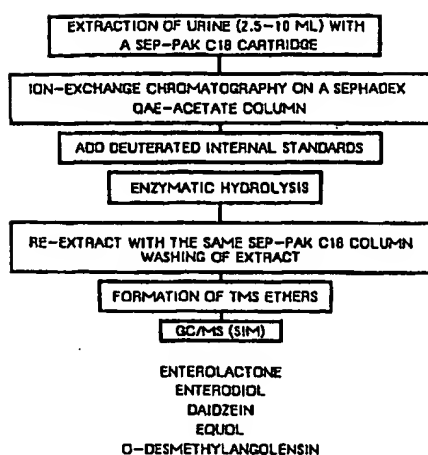 EXTRACTION OF URINE (2.5-10 ML) WITH
A SEP-PAK C18 CARTRIDGE
ION-EXCHANGE CHROMATOGRAPHY ON A SEPHADEX
QAE-ACETATE COLUMN
ADD DEUTERATED INTERNAL STANDARDS
ENZYMATIC HYDROLYSIS
RE-EXTRACT WITH THE SAME SEP-PAK C18 COLUMN
WASHING OF EXTRACT
FORMATION OF TMS ETHERS
GC/MS (SIM)
ENTEROLACTONE
ENTERODIOL
DAIDZEIN
EQUOL
O-DESMETHYLANGOLENSIN